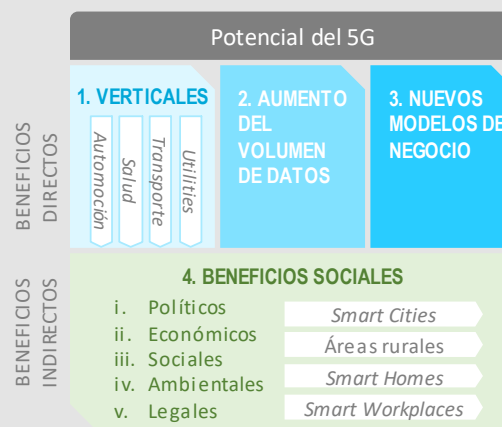 Potencial del 5G
BENEFICIOS
DIRECTOS
1. VERTICALES
Automoción
Salud
Transporte
Utilities
2. AUMENTO
DEL
VOLUMEN
DE DATOS
3. NUEVOS
MODELOS DE
NEGOCIO
BENEFICIOS
INDIRECTOS
4. BENEFICIOS SOCIALES
i. Políticos
ii. Económicos
iii. Sociales
iv. Ambientales
v. Legales
Smart Cities
Áreas rurales
Smart Homes
Smart Workplaces